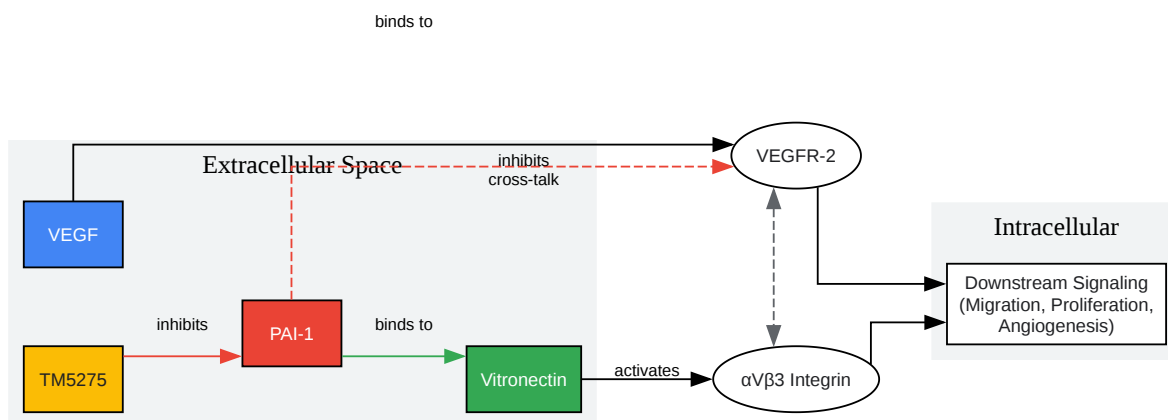 binds to
Extracellular Space
inhibits
cross-talk
VEGFR-2
VEGF
Intracellular
Downstream Signaling
(Migration, Proliferation,
Angiogenesis)
inhibits
PAI-1
binds to
TM5275
Vitronectin
activates
αVβ3 Integrin